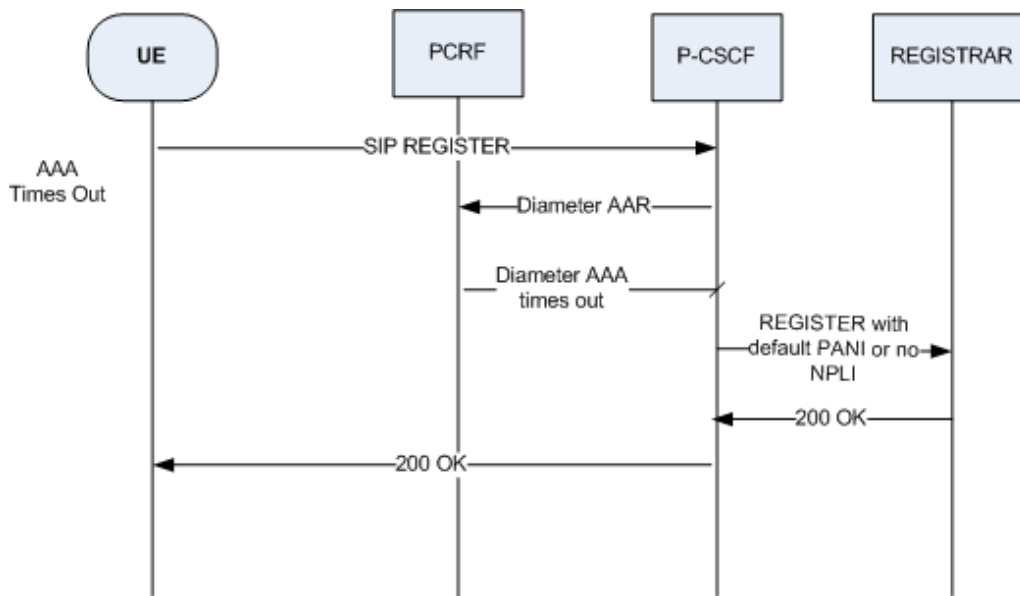 UE
PCRF
P-CSCF
REGISTRAR
SIP REGISTER
AAA
Times Out
Diameter AAR
Diameter AAA
times out
REGISTER with
default PANI or no
NPLI
200 OK
200 OK